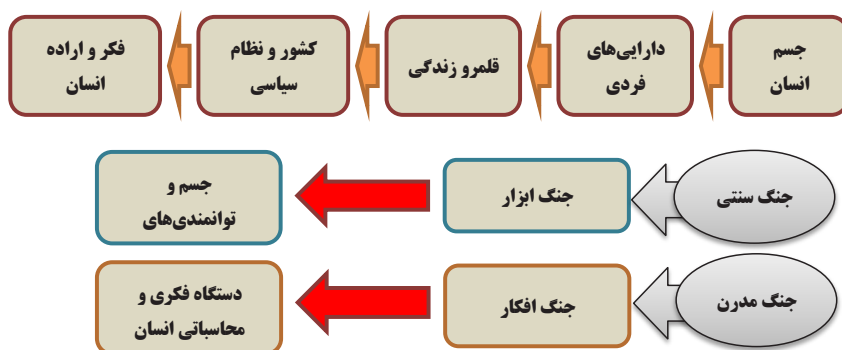 جسم
انسان
دارایی‌های
فردی
قلمرو زندگی
کشور و نظام
سیاسی
فکر و اراده
انسان
جنگ سنتی
جنگ ابزار
جسم و
توانمندی‌های
جنگ مدرن
جنگ افکار
دستگاه فکری و
محاسباتی انسان